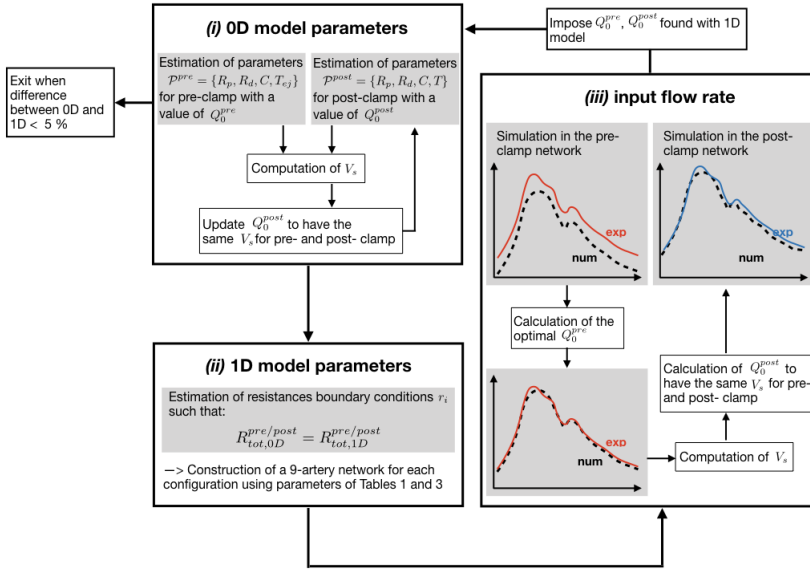 (i) 0D model parameters
Estimation of parameters
𝒫^{pre} = {R_p, R_d, C, T_{ej}}
for pre-clamp with a
value of Q_0^{pre}
Estimation of parameters
𝒫^{post} = {R_p, R_d, C, T}
for post-clamp with a
value of Q_0^{post}
Computation of V_s
Update Q_0^{post} to have the
same V_s for pre- and post- clamp
Exit when
difference
between 0D and
1D < 5 %
Impose Q_0^{pre}, Q_0^{post} found with 1D
model
(ii) 1D model parameters
Estimation of resistances boundary conditions r_i
such that:
R_{tot,0D}^{pre/post} = R_{tot,1D}^{pre/post}
—> Construction of a 9-artery network for each
configuration using parameters of Tables 1 and 3
(iii) input flow rate
Simulation in the pre-
clamp network
exp
num
Simulation in the post-
clamp network
exp
num
Calculation of the
optimal Q_0^{pre}
exp
num
Computation of V_s
Calculation of Q_0^{post} to
have the same V_s for pre-
and post- clamp